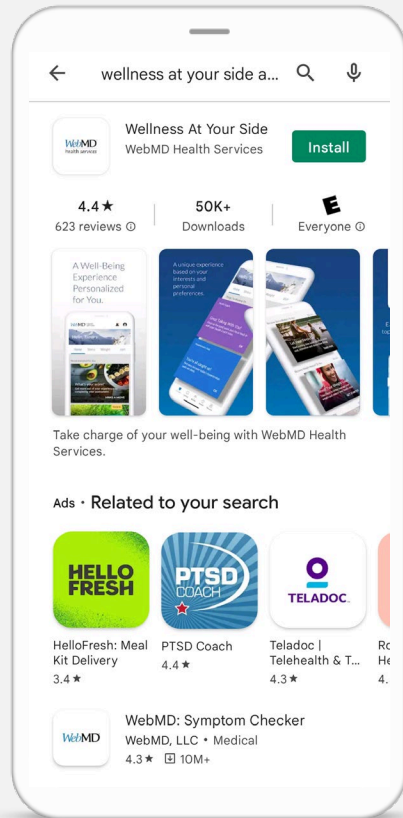 wellness at your side a...
WebMD
health services
Wellness At Your Side
WebMD Health Services
Install
4.4★
623 reviews
50K+
Downloads
E
Everyone
A Well-Being
Experience
Personalized
for You.
A unique experience
based on your
interests and
personal
preferences.
Take charge of your well-being with WebMD Health
Services.
Ads · Related to your search
HELLO
FRESH
PTSD
COACH
TELADOC.
HelloFresh: Meal
Kit Delivery
3.4★
PTSD Coach
4.4★
Teladoc |
Telehealth & T...
4.3★
WebMD
WebMD: Symptom Checker
WebMD, LLC • Medical
4.3★ 10M+